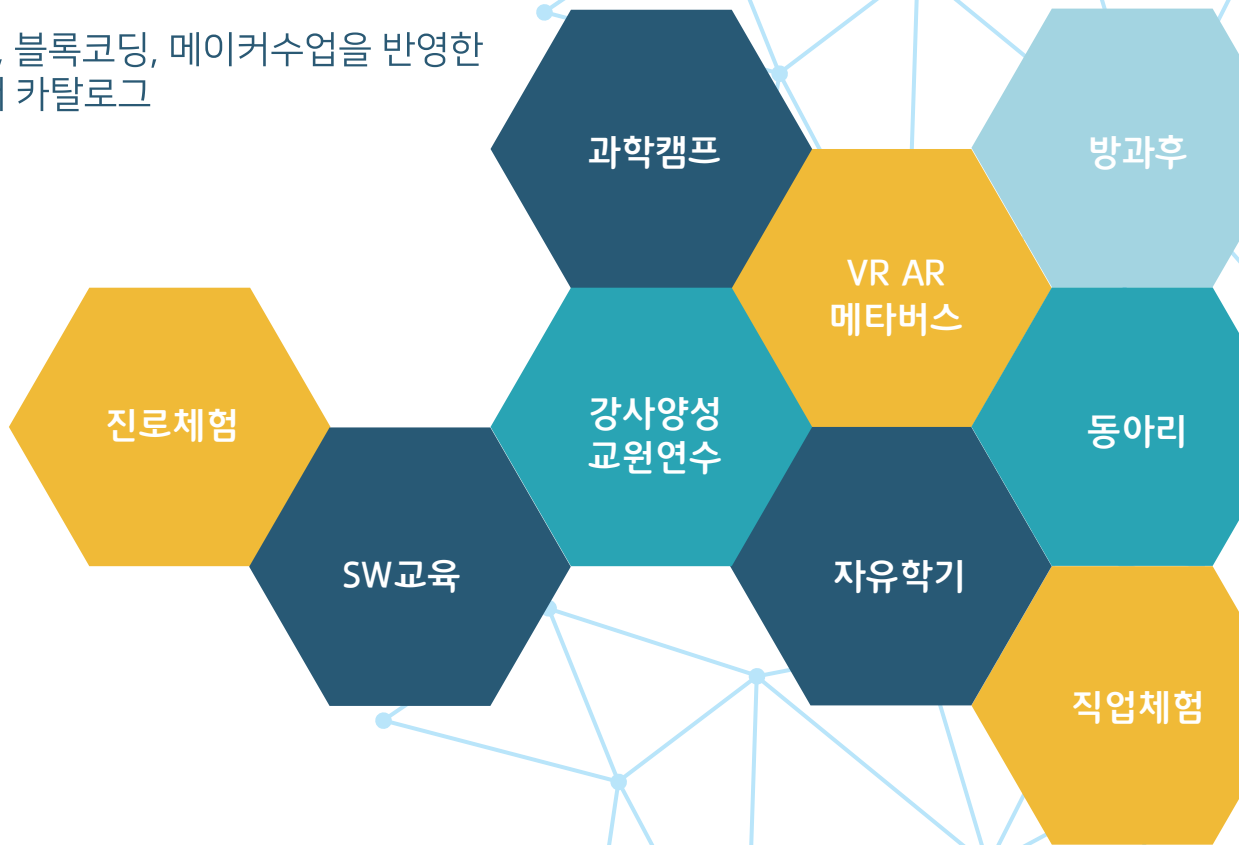 , 블록코딩, 메이커수업을 반영한
카탈로그
과학캠프
방과후
VR AR
메타버스
진로체험
강사양성
교원연수
동아리
SW교육
자유학기
직업체험